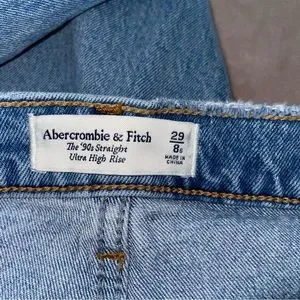 Abercrombie & Fitch
The '90s Straight
Ultra High Rise
29
8s
MADE IN
CHINA